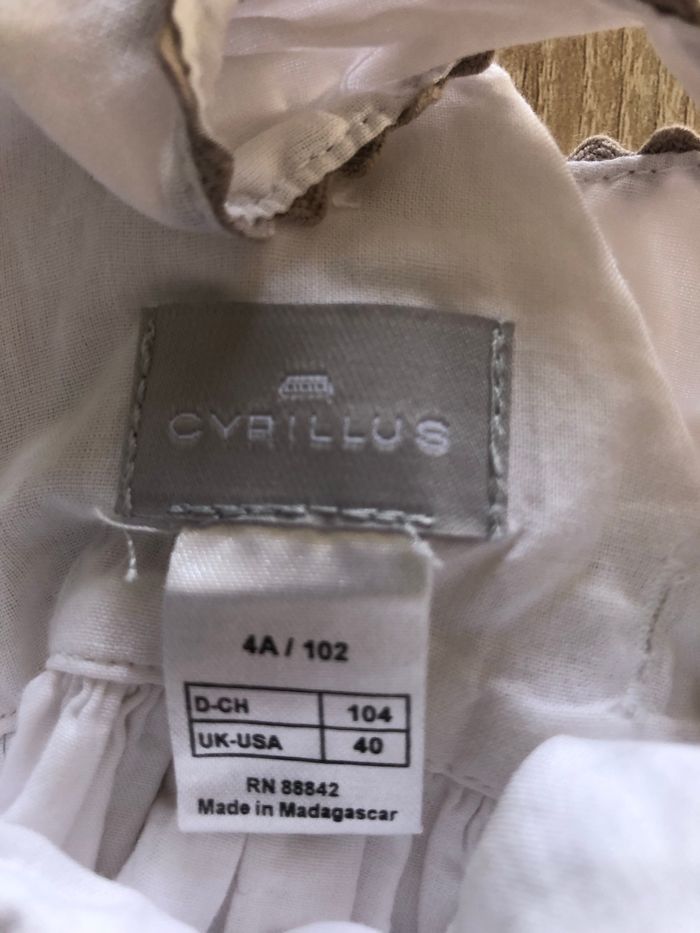 CYRILLUS
4A / 102
D-CH 104
UK-USA 40
RN 88842
Made in Madagascar